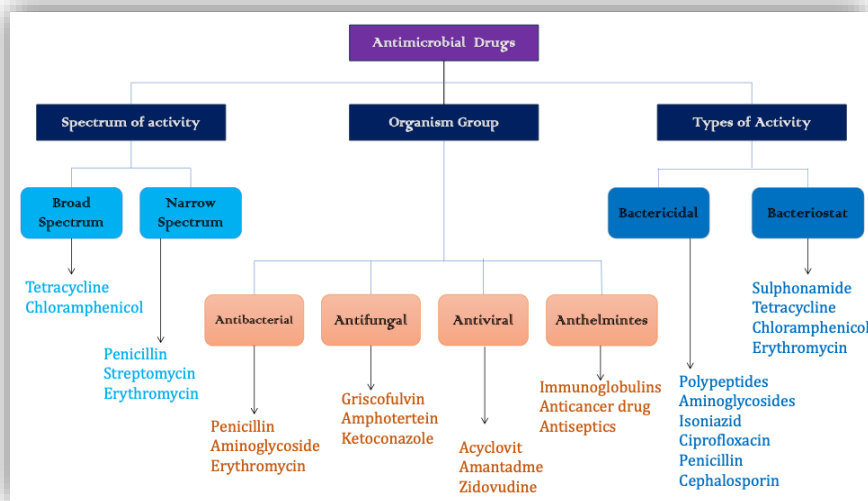 Antimicrobial Drugs
Spectrum of activity
Organism Group
Types of Activity
Broad
Spectrum
Narrow
Spectrum
Bactericidal
Bacteriostat
Tetracycline
Chloramphenicol
Penicillin
Streptomycin
Erythromycin
Antibacterial
Antifungal
Antiviral
Anthelmintes
Penicillin
Aminoglycoside
Erythromycin
Griscofulvin
Amphotertein
Ketoconazole
Acyclovit
Amantadme
Zidovudine
Immunoglobulins
Anticancer drug
Antiseptics
Polypeptides
Aminoglycosides
Isoniazid
Ciprofloxacin
Penicillin
Cephalosporin
Sulphonamide
Tetracycline
Chloramphenicol
Erythromycin